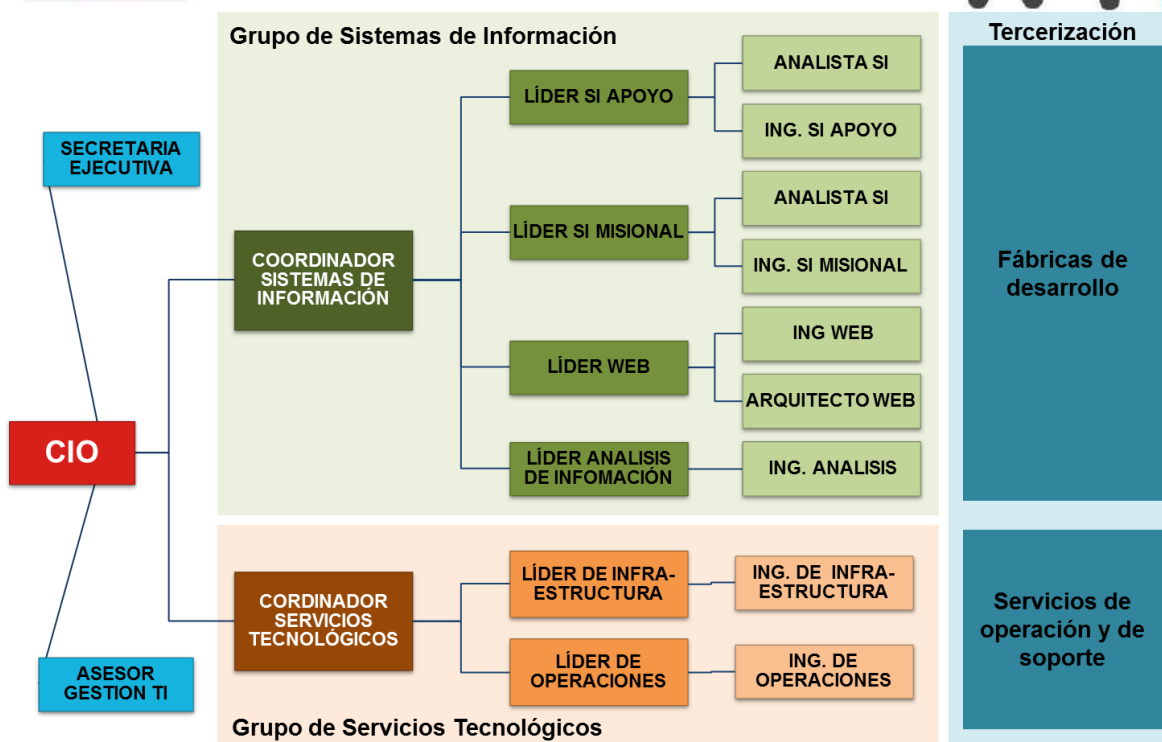 Grupo de Sistemas de Información
Tercerización
SECRETARIA
EJECUTIVA
CIO
ASESOR
GESTION TI
COORDINADOR
SISTEMAS DE
INFORMACIÓN
LÍDER SI APOYO
ANALISTA SI
ING. SI APOYO
LÍDER SI MISIONAL
ANALISTA SI
ING. SI MISIONAL
LÍDER WEB
ING WEB
ARQUITECTO WEB
LÍDER ANALISIS
DE INFOMACIÓN
ING. ANALISIS
Fábricas de
desarrollo
CORDINADOR
SERVICIOS
TECNOLÓGICOS
LÍDER DE INFRA-
ESTRUCTURA
ING. DE INFRA-
ESTRUCTURA
LÍDER DE
OPERACIONES
ING. DE
OPERACIONES
Servicios de
operación y de
soporte
Grupo de Servicios Tecnológicos